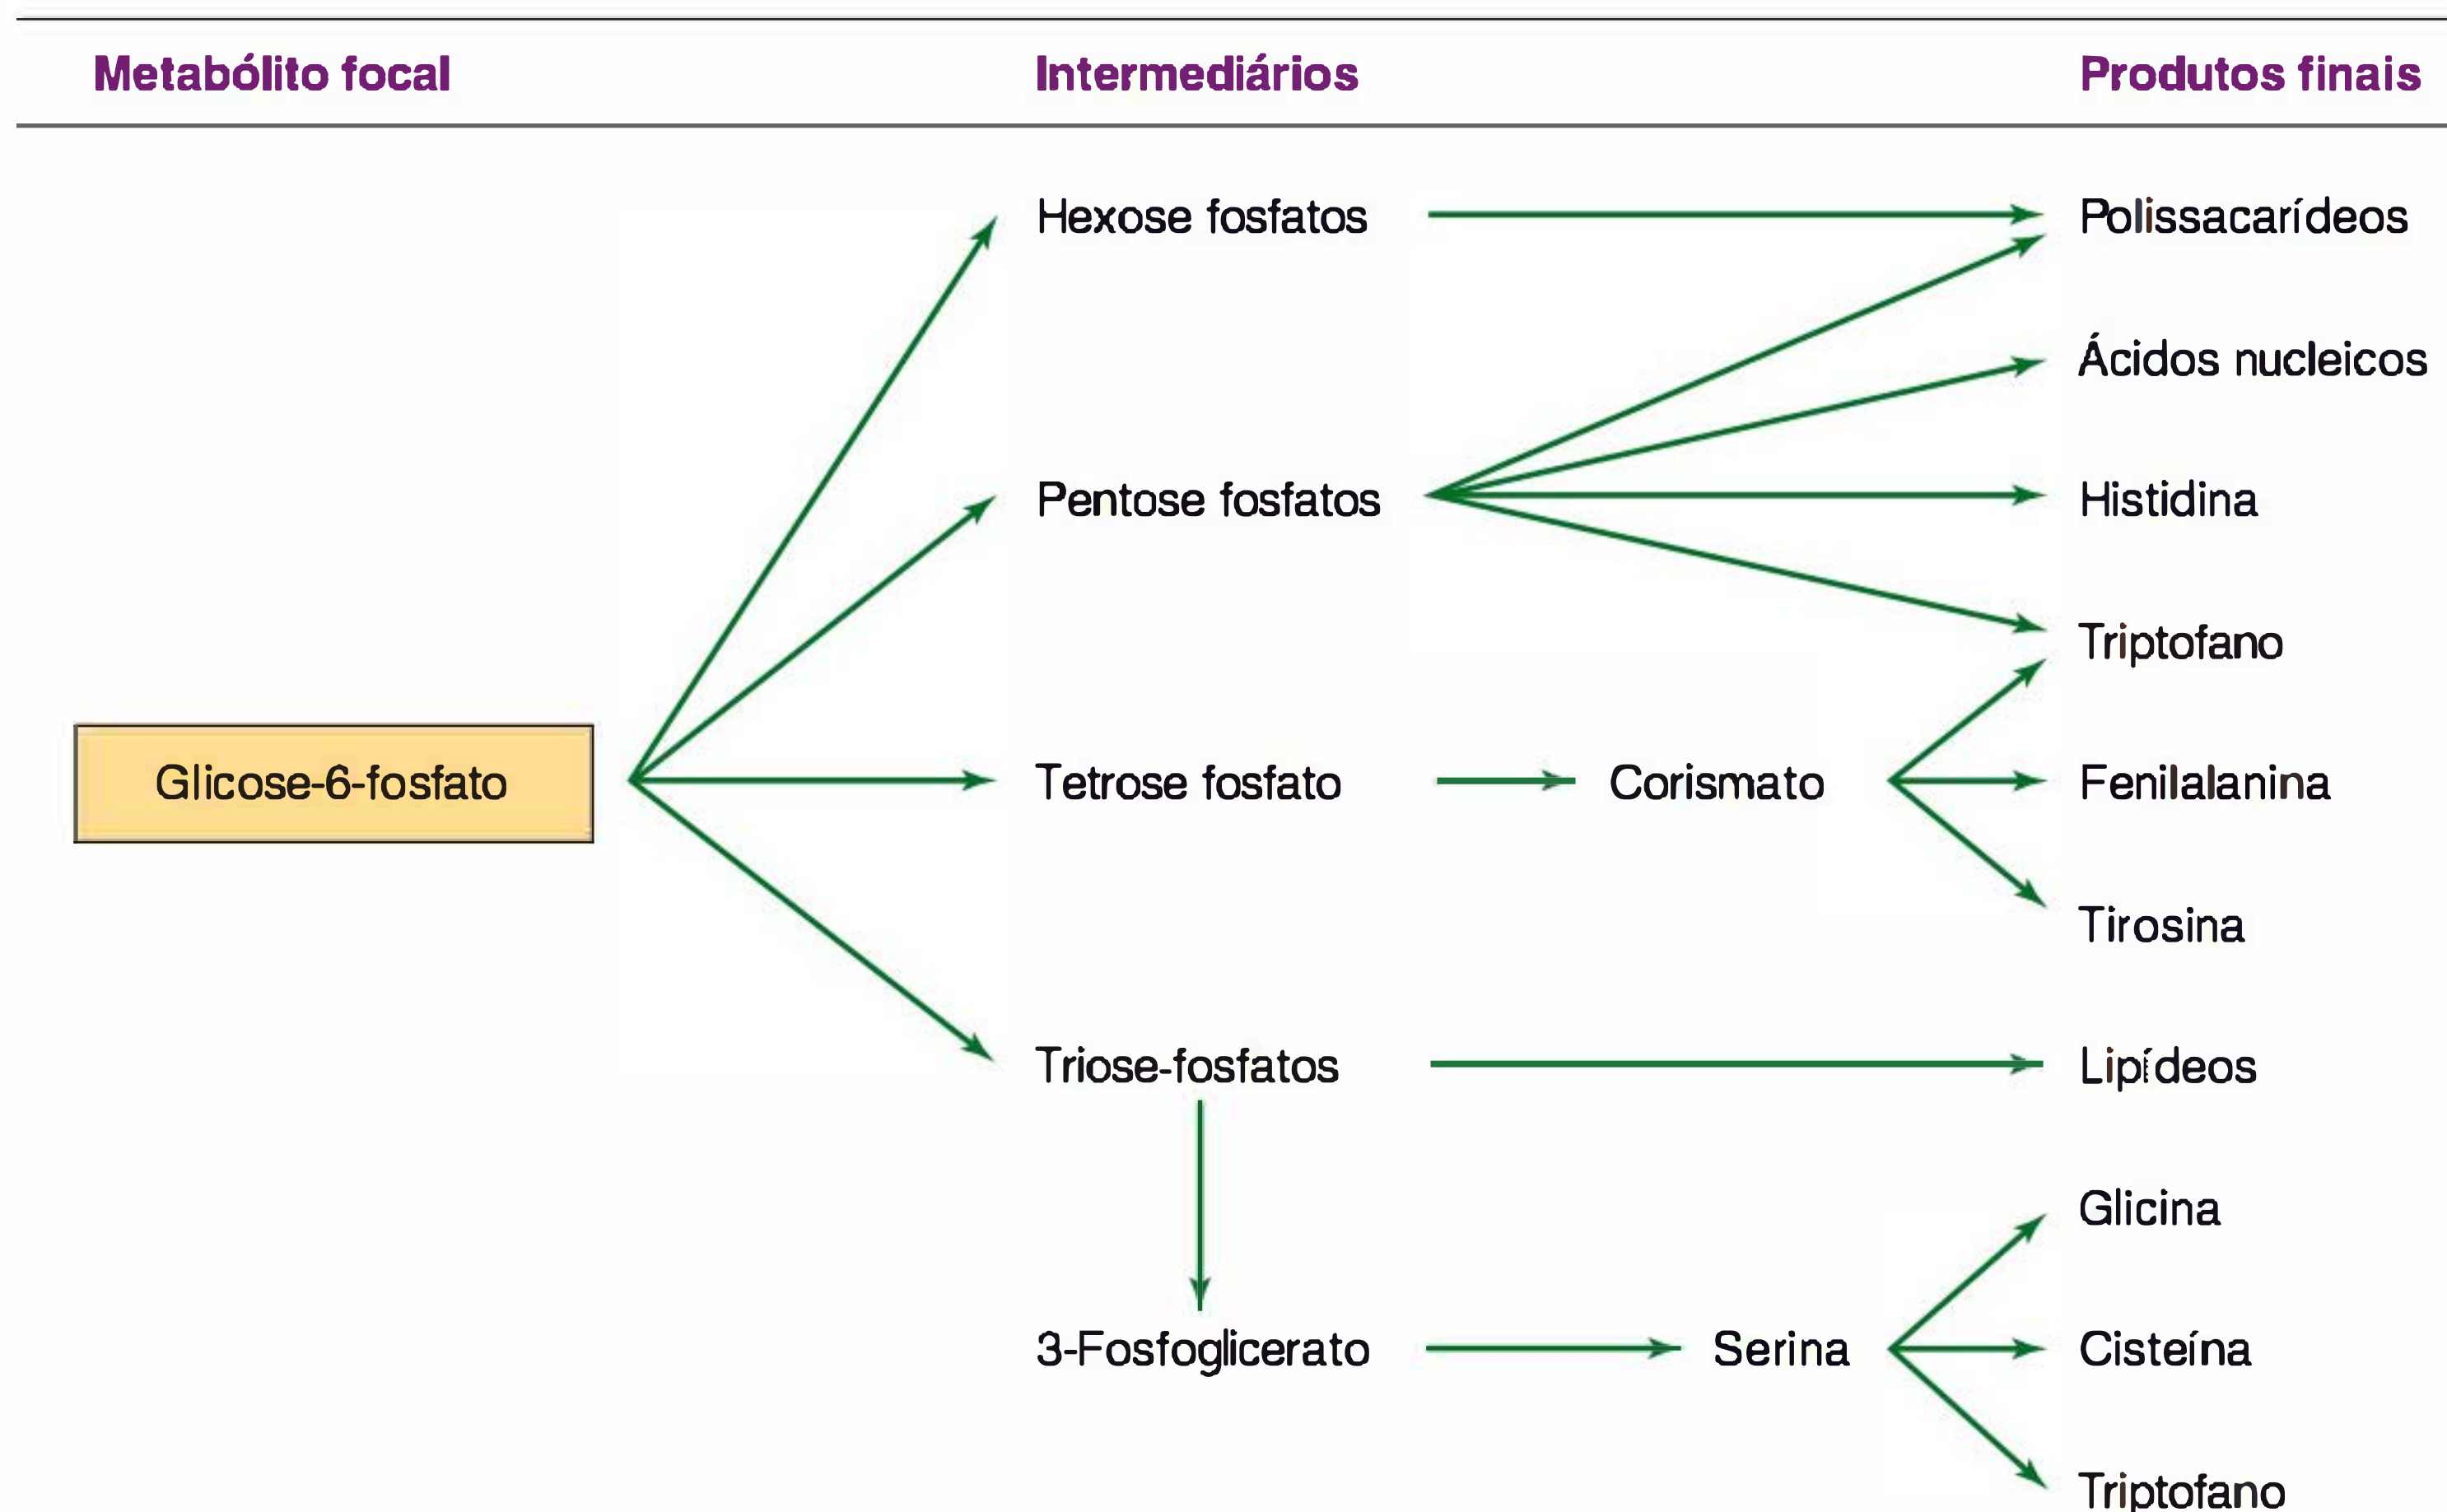 Metabólito focal Intermediários Produtos finais
Hexose fosfatos Polissacarídeos
Ácidos nucleicos
Pentose fosfatos Histidina
Triptofano
Glicose-6-fosfato Tetrose fosfato Corismato Fenilalanina
Tirosina
Triose-fosfatos Lipídeos
Glicina
3-Fosfoglicerato Serina Cisteína
Triptofano